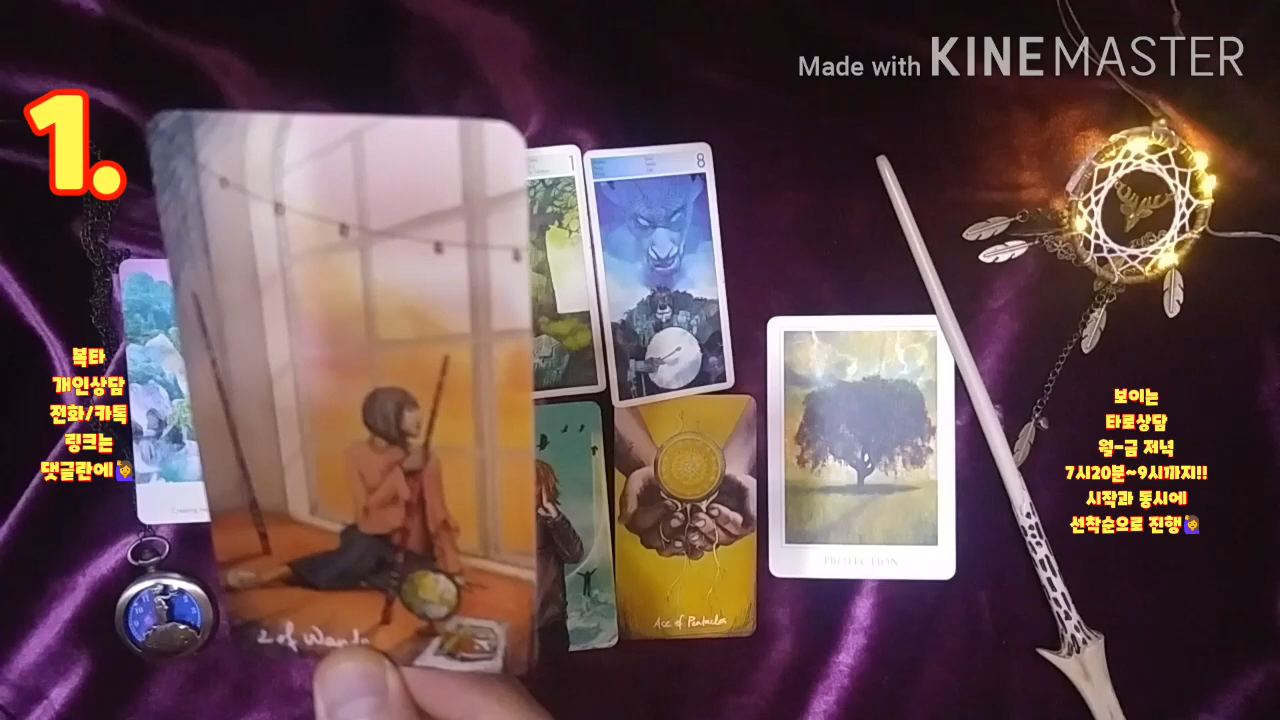 Made with KINEMASTER
1.
1
8
복타
개인상담
전화/카톡
링크는
댓글란에🙋‍♀️
보이는
타로상담
월-금 저녁
7시20분~9시까지!!
시작과 동시에
선착순으로 진행🙋‍♀️
PROTECTION
Ace of Pentacles
2 of Wands